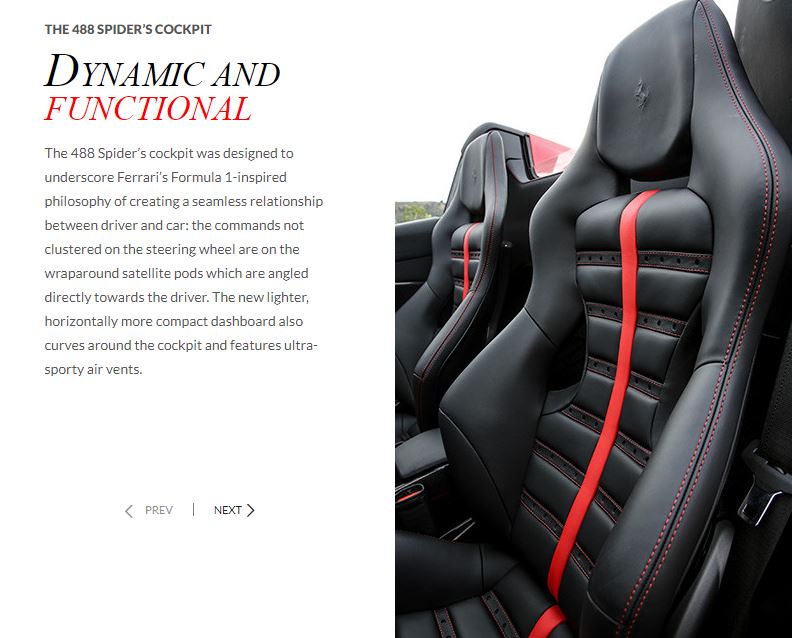 THE 488 SPIDER’S COCKPIT
DYNAMIC AND
FUNCTIONAL
The 488 Spider’s cockpit was designed to
underscore Ferrari’s Formula 1-inspired
philosophy of creating a seamless relationship
between driver and car: the commands not
clustered on the steering wheel are on the
wraparound satellite pods which are angled
directly towards the driver. The new lighter,
horizontally more compact dashboard also
curves around the cockpit and features ultra-
sporty air vents.
PREV | NEXT